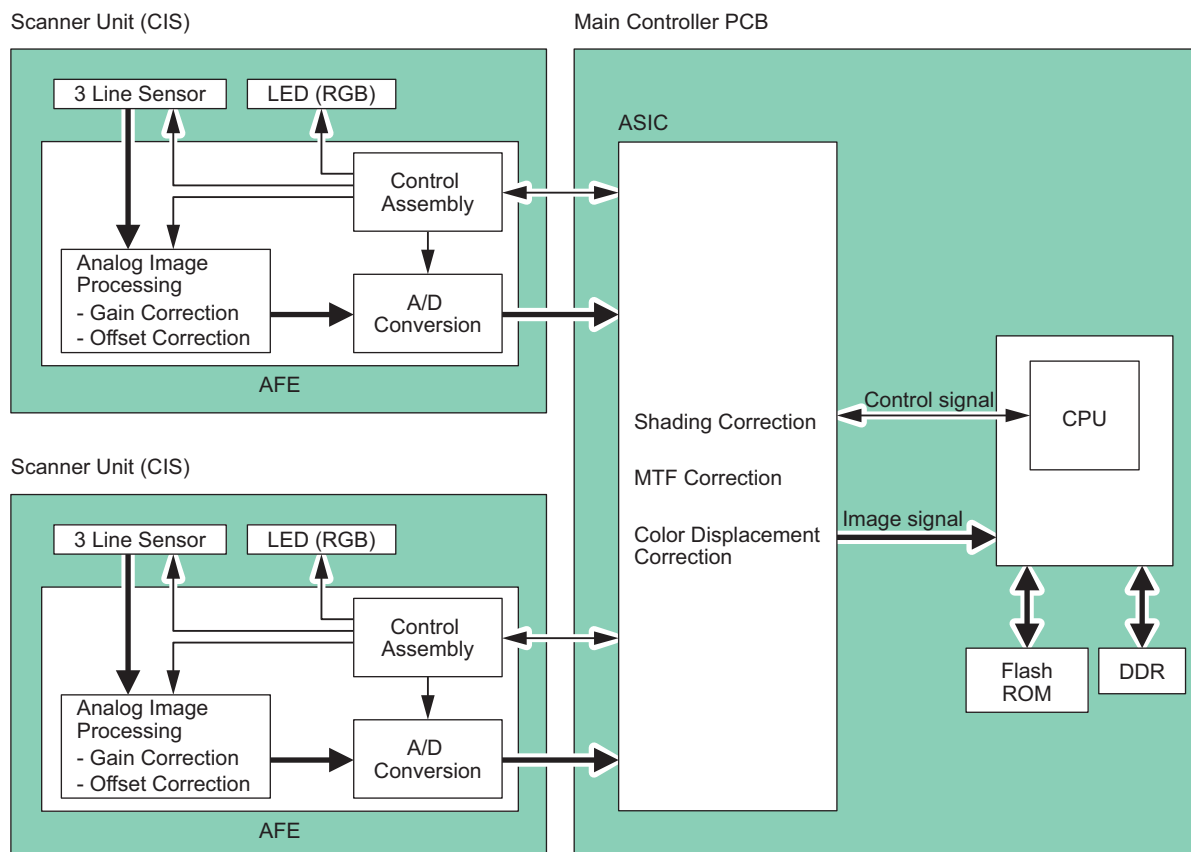 Scanner Unit (CIS)
3 Line Sensor
LED (RGB)
Control
Assembly
Analog Image
Processing
- Gain Correction
- Offset Correction
A/D
Conversion
AFE
Scanner Unit (CIS)
3 Line Sensor
LED (RGB)
Control
Assembly
Analog Image
Processing
- Gain Correction
- Offset Correction
A/D
Conversion
AFE
Main Controller PCB
ASIC
Shading Correction
MTF Correction
Color Displacement
Correction
Control signal
Image signal
CPU
Flash
ROM
DDR